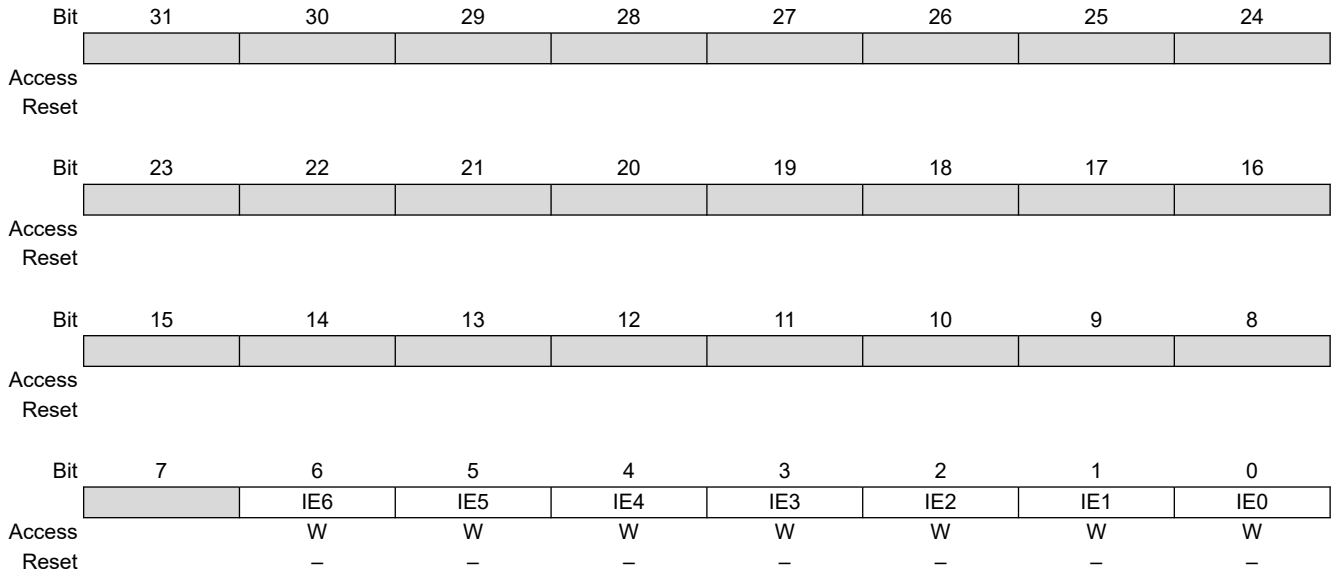 Bit 31 30 29 28 27 26 25 24
Access
Reset
Bit 23 22 21 20 19 18 17 16
Access
Reset
Bit 15 14 13 12 11 10 9 8
Access
Reset
Bit 7 6 5 4 3 2 1 0
IE6 IE5 IE4 IE3 IE2 IE1 IE0
Access W W W W W W W
Reset – – – – – – –